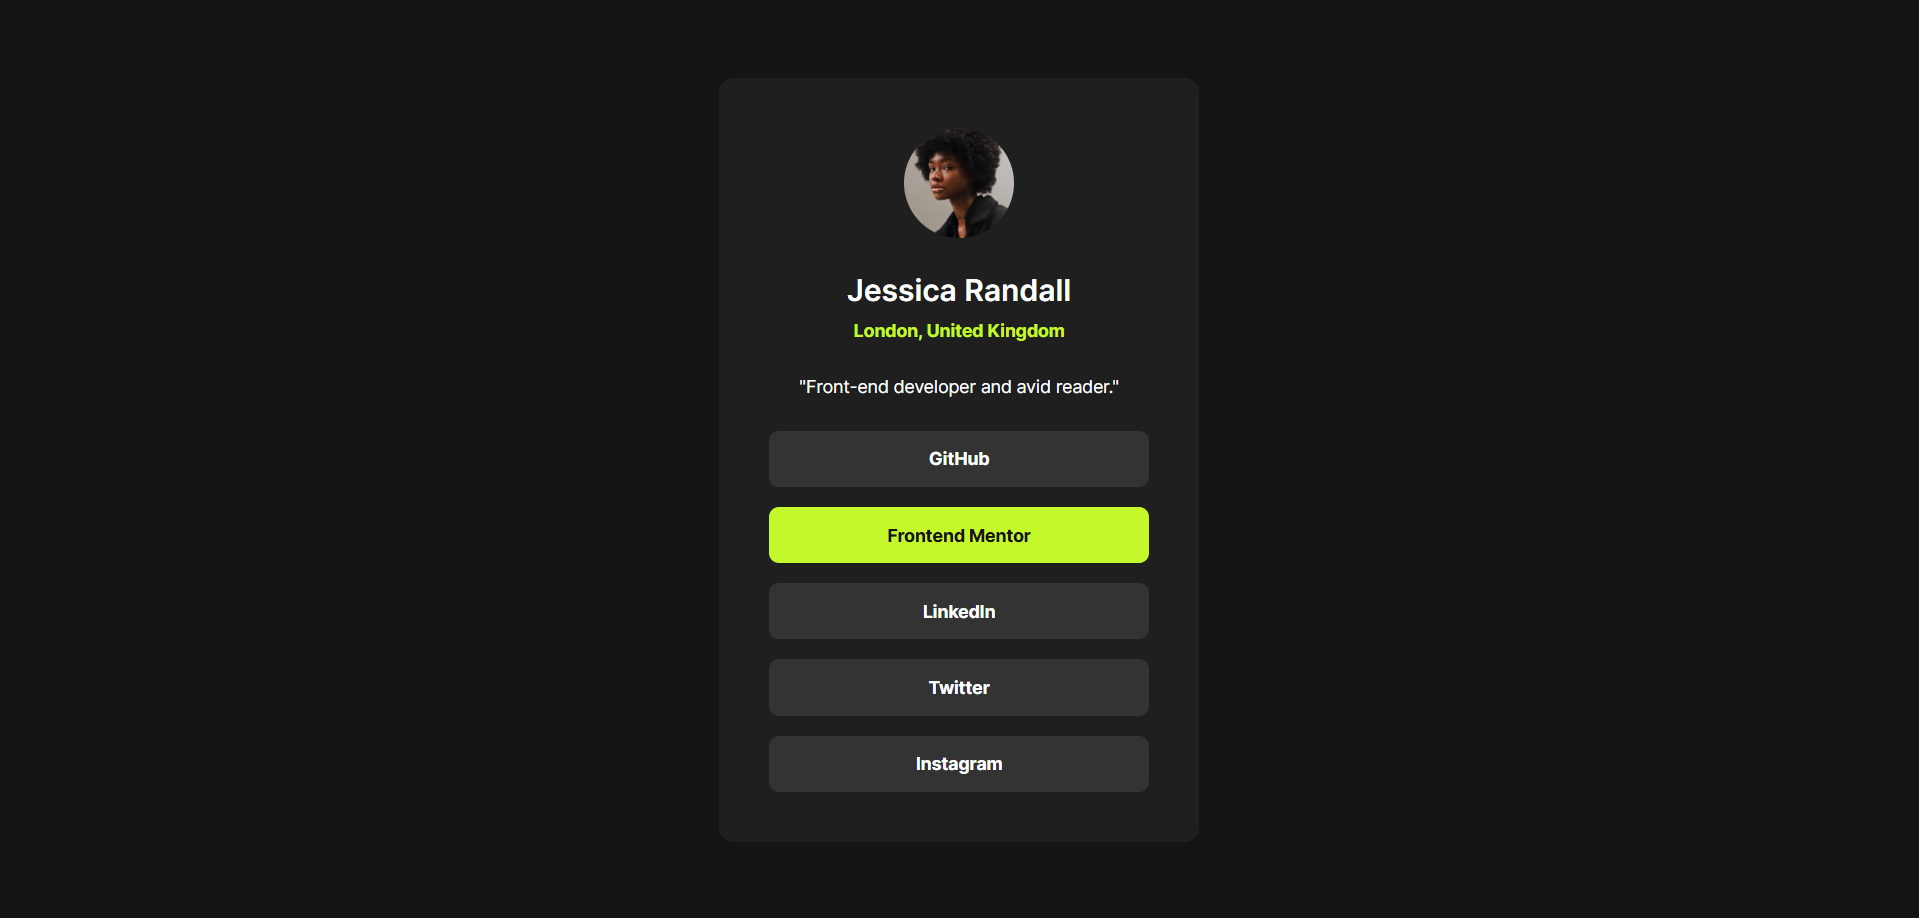 Jessica Randall
London, United Kingdom
"Front-end developer and avid reader."
GitHub
Frontend Mentor
LinkedIn
Twitter
Instagram